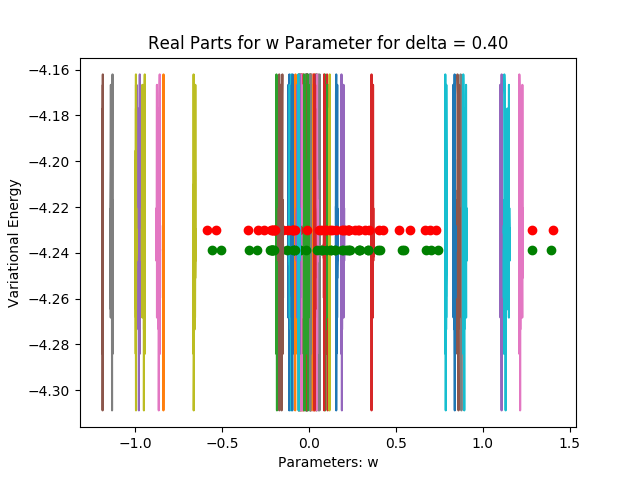 Real Parts for w Parameter for delta = 0.40
−4.16
−4.18
−4.20
−4.22
−4.24
−4.26
−4.28
−4.30
Variational Energy
−1.0 −0.5 0.0 0.5 1.0 1.5
Parameters: w